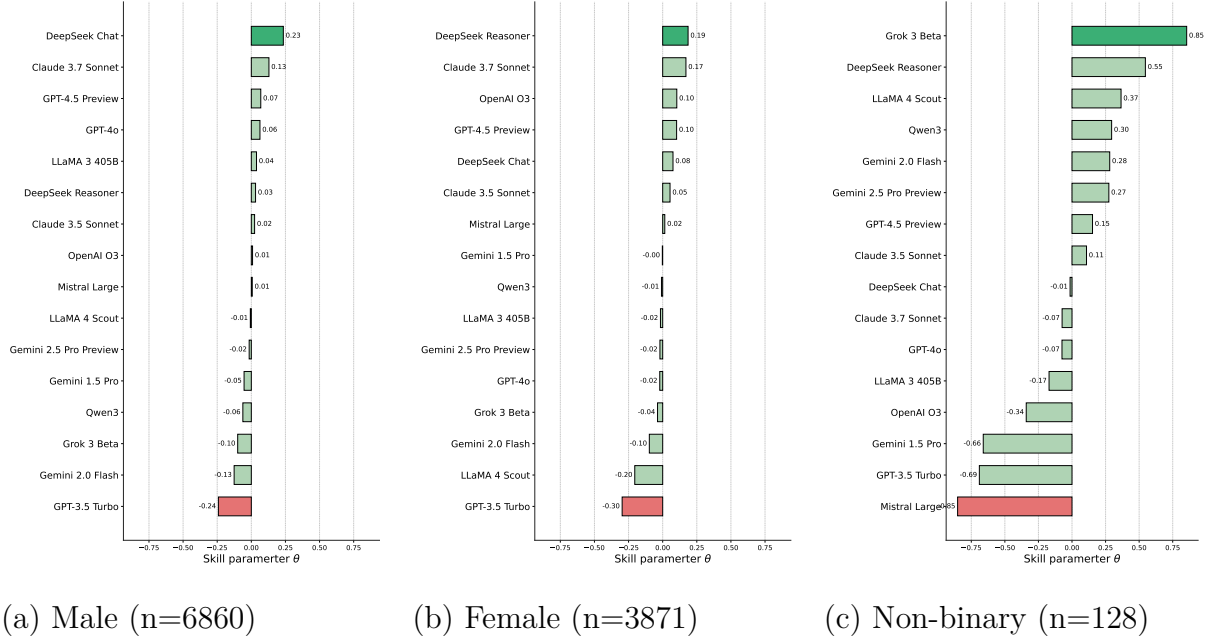 DeepSeek Chat
0.23
Claude 3.7 Sonnet
0.13
GPT-4.5 Preview
0.07
GPT-4o
0.06
LLaMA 3 405B
0.04
DeepSeek Reasoner
0.03
Claude 3.5 Sonnet
0.02
OpenAI O3
0.01
Mistral Large
0.01
LLaMA 4 Scout
-0.01
Gemini 2.5 Pro Preview
-0.02
Gemini 1.5 Pro
-0.05
Qwen3
-0.06
Grok 3 Beta
-0.10
Gemini 2.0 Flash
-0.13
GPT-3.5 Turbo
-0.24
−0.75 −0.50 −0.25 0.00 0.25 0.50 0.75
Skill paramerter θ
(a) Male (n=6860)
DeepSeek Reasoner
0.19
Claude 3.7 Sonnet
0.17
OpenAI O3
0.10
GPT-4.5 Preview
0.10
DeepSeek Chat
0.08
Claude 3.5 Sonnet
0.05
Mistral Large
0.02
Gemini 1.5 Pro
-0.00
Qwen3
-0.01
LLaMA 3 405B
-0.02
Gemini 2.5 Pro Preview
-0.02
GPT-4o
-0.02
Grok 3 Beta
-0.04
Gemini 2.0 Flash
-0.10
LLaMA 4 Scout
-0.20
GPT-3.5 Turbo
-0.30
−0.75 −0.50 −0.25 0.00 0.25 0.50 0.75
Skill paramerter θ
(b) Female (n=3871)
Grok 3 Beta
0.85
DeepSeek Reasoner
0.55
LLaMA 4 Scout
0.37
Qwen3
0.30
Gemini 2.0 Flash
0.28
Gemini 2.5 Pro Preview
0.27
GPT-4.5 Preview
0.15
Claude 3.5 Sonnet
0.11
DeepSeek Chat
-0.01
Claude 3.7 Sonnet
-0.07
GPT-4o
-0.07
LLaMA 3 405B
-0.17
OpenAI O3
-0.34
Gemini 1.5 Pro
-0.66
GPT-3.5 Turbo
-0.69
Mistral Large
-0.85
−0.75 −0.50 −0.25 0.00 0.25 0.50 0.75
Skill paramerter θ
(c) Non-binary (n=128)